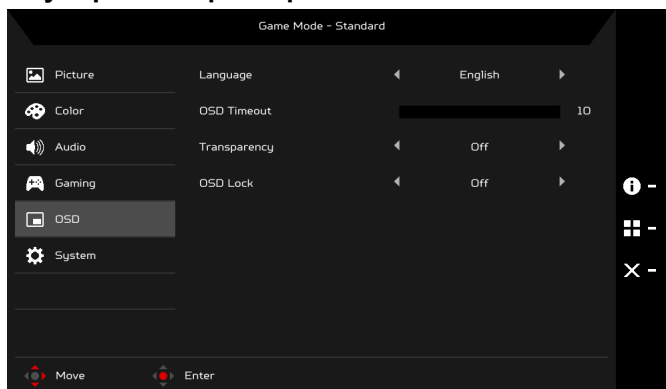 Game Mode - Standard
Picture
Language English
Color
OSD Timeout 10
Audio
Transparency Off
Gaming
OSD Lock Off
OSD
System
Move Enter